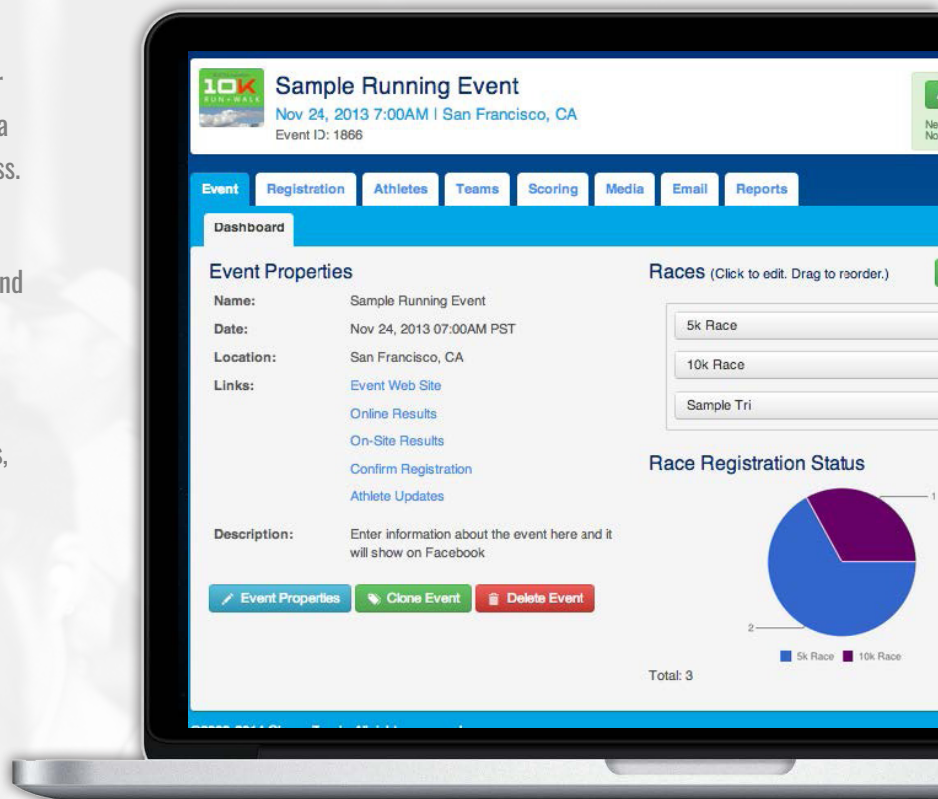 10K
RUN + WALK
Sample Running Event
Nov 24, 2013 7:00AM | San Francisco, CA
Event ID: 1866
Event Registration Athletes Teams Scoring Media Email Reports
Dashboard
Event Properties
Name: Sample Running Event
Date: Nov 24, 2013 07:00AM PST
Location: San Francisco, CA
Links: Event Web Site
Online Results
On-Site Results
Confirm Registration
Athlete Updates
Description: Enter information about the event here and it
will show on Facebook
Event Properties Clone Event Delete Event
Races (Click to edit. Drag to reorder.)
5k Race
10k Race
Sample Tri
Race Registration Status
1
2
5k Race 10k Race
Total: 3